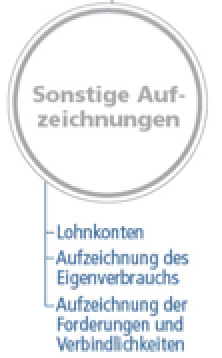 Sonstige Auf-
zeichnungen
Lohnkonten
Aufzeichnung des
Eigenverbrauchs
Aufzeichnung der
Forderungen und
Verbindlichkeiten